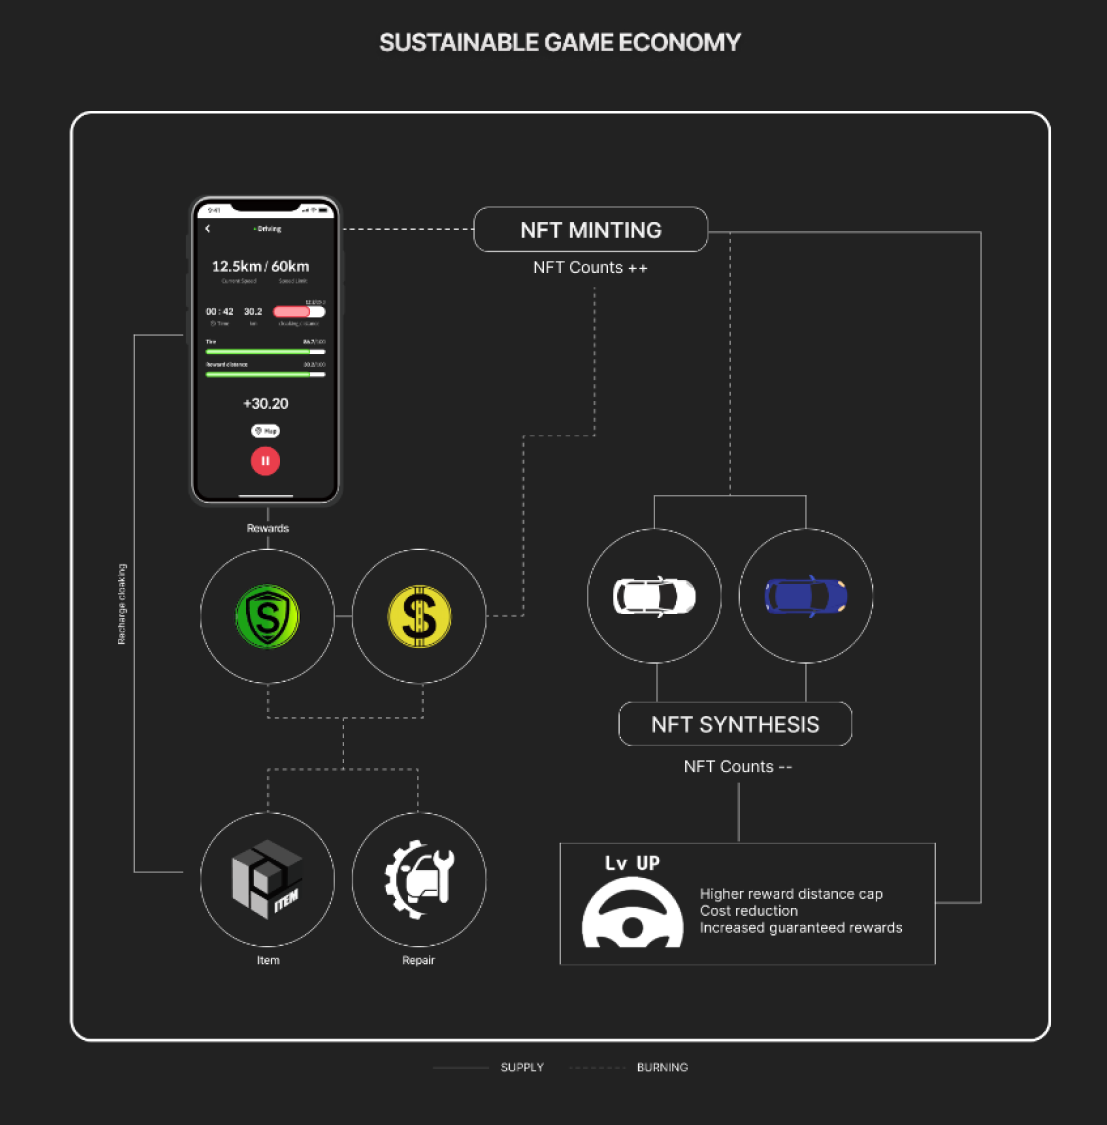 SUSTAINABLE GAME ECONOMY
9:41
Driving
12.5km / 60km
Current Speed Speed Limit
00 : 42 30.2
Time km cloaking distance
Tire
Reward distance
+30.20
Map
Rewards
NFT MINTING
NFT Counts ++
Recharge cloaking
S
$
NFT SYNTHESIS
NFT Counts --
ITEM
Item
Repair
Lv UP
Higher reward distance cap
Cost reduction
Increased guaranteed rewards
SUPPLY
BURNING